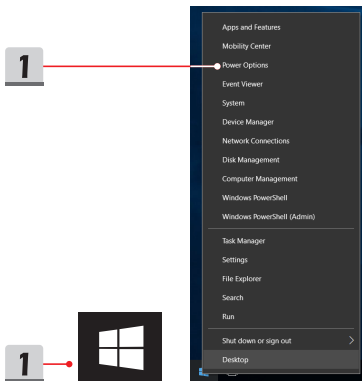 Apps and Features
Mobility Center
1
Power Options
Event Viewer
System
Device Manager
Network Connections
Disk Management
Computer Management
Windows PowerShell
Windows PowerShell (Admin)
Task Manager
Settings
File Explorer
Search
Run
Shut down or sign out
Desktop
1